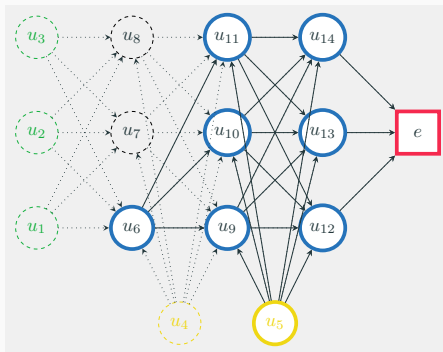 u₃ u₈ u₁₁ u₁₄
u₂ u₇ u₁₀ u₁₃ e
u₁ u₆ u₉ u₁₂
u₄ u₅